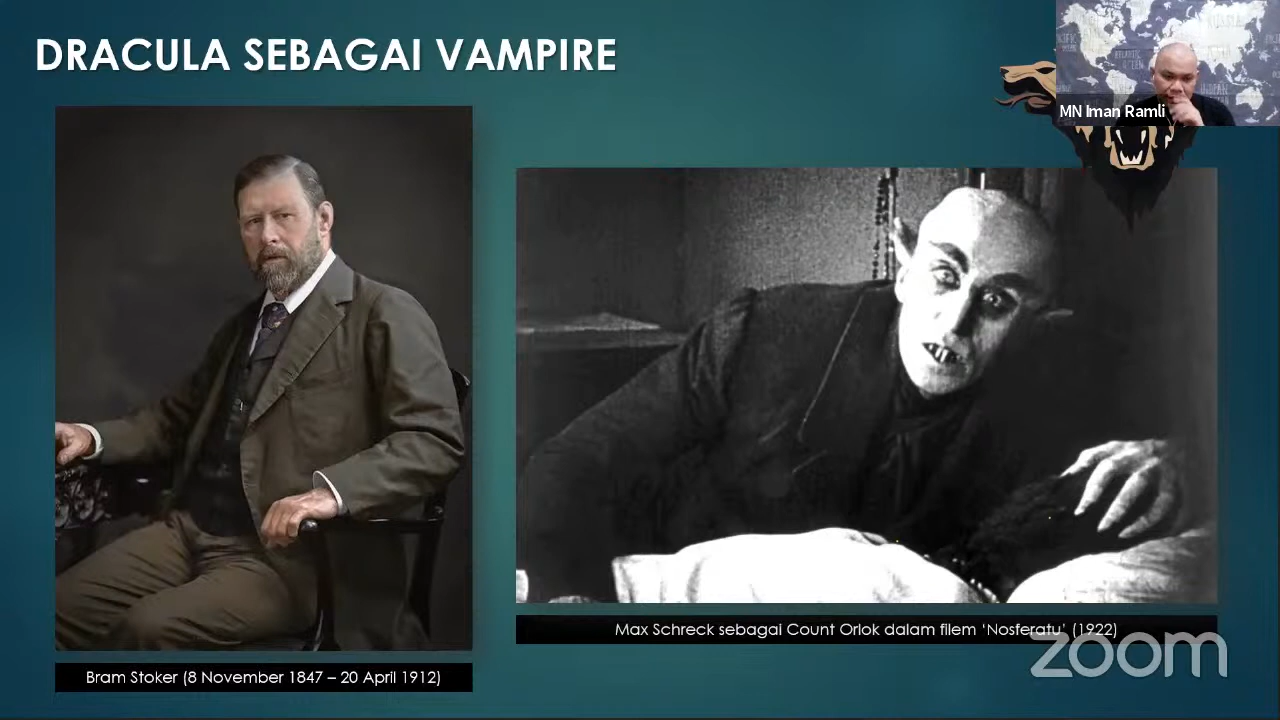 DRACULA SEBAGAI VAMPIRE
MN Iman Ramli
Max Schreck sebagai Count Orlok dalam filem ‘Nosferatu’ (1922)
zoom
Bram Stoker (8 November 1847 – 20 April 1912)